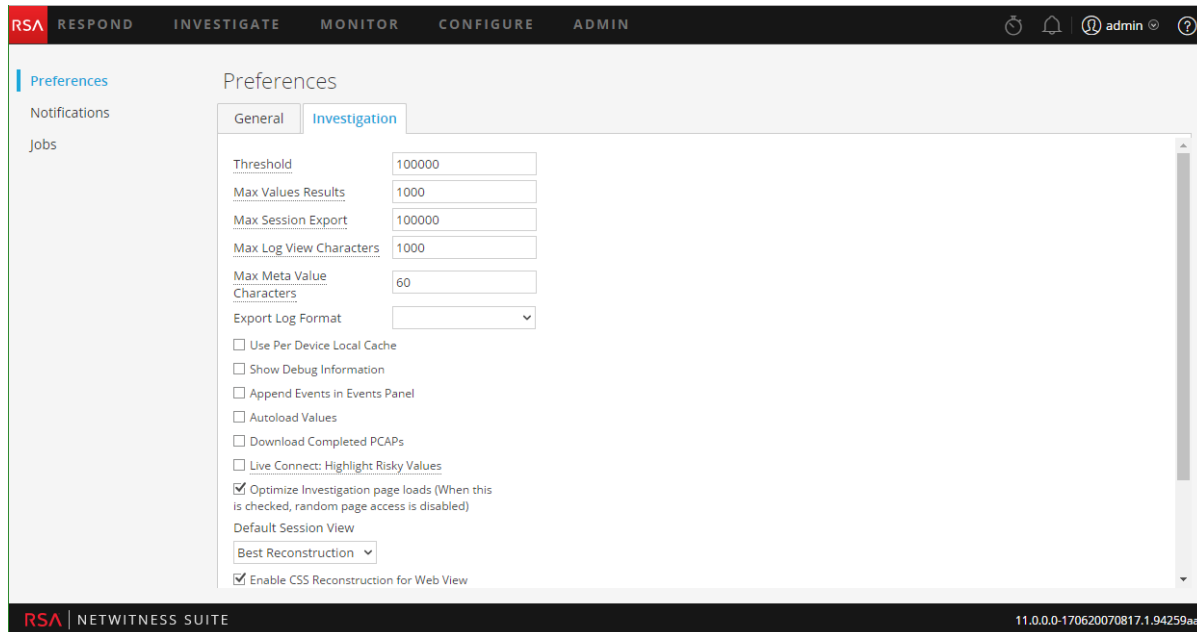 RSA RESPOND INVESTIGATE MONITOR CONFIGURE ADMIN admin ?
Preferences
Notifications
Jobs
Preferences
General Investigation
Threshold 100000
Max Values Results 1000
Max Session Export 100000
Max Log View Characters 1000
Max Meta Value
Characters 60
Export Log Format
Use Per Device Local Cache
Show Debug Information
Append Events in Events Panel
Autoload Values
Download Completed PCAPs
Live Connect: Highlight Risky Values
Optimize Investigation page loads (When this
is checked, random page access is disabled)
Default Session View
Best Reconstruction
Enable CSS Reconstruction for Web View
RSA NETWITNESS SUITE 11.0.0.0-170620070817.1.94259aa